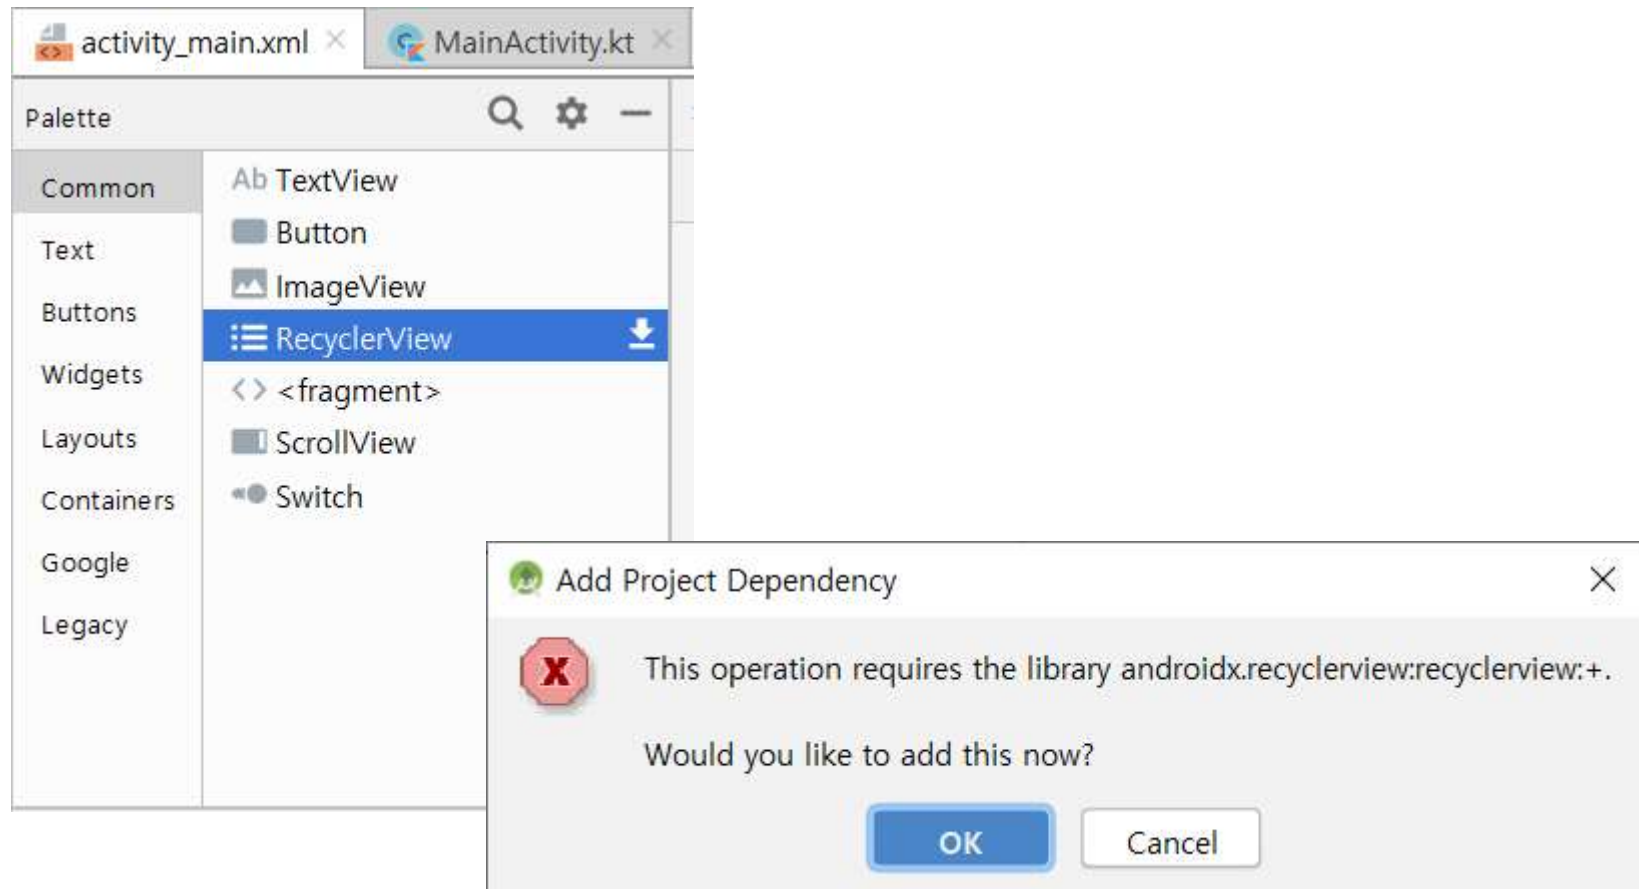 activity_main.xml
MainActivity.kt
Palette
Common
Text
Buttons
Widgets
Layouts
Containers
Google
Legacy
Ab TextView
Button
ImageView
RecyclerView
<fragment>
ScrollView
Switch
Add Project Dependency
This operation requires the library androidx.recyclerview:recyclerview:+.
Would you like to add this now?
OK
Cancel